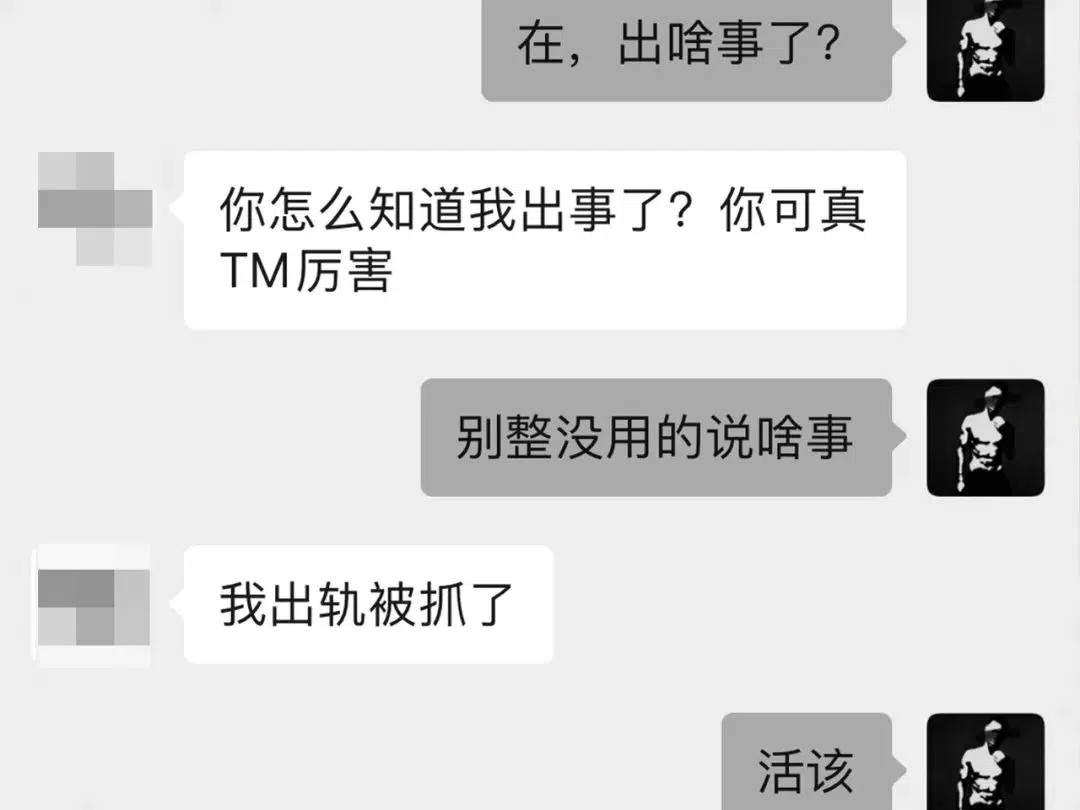 在，出啥事了？
你怎么知道我出事了？你可真
TM厉害
别整没用的说啥事
我出轨被抓了
活该